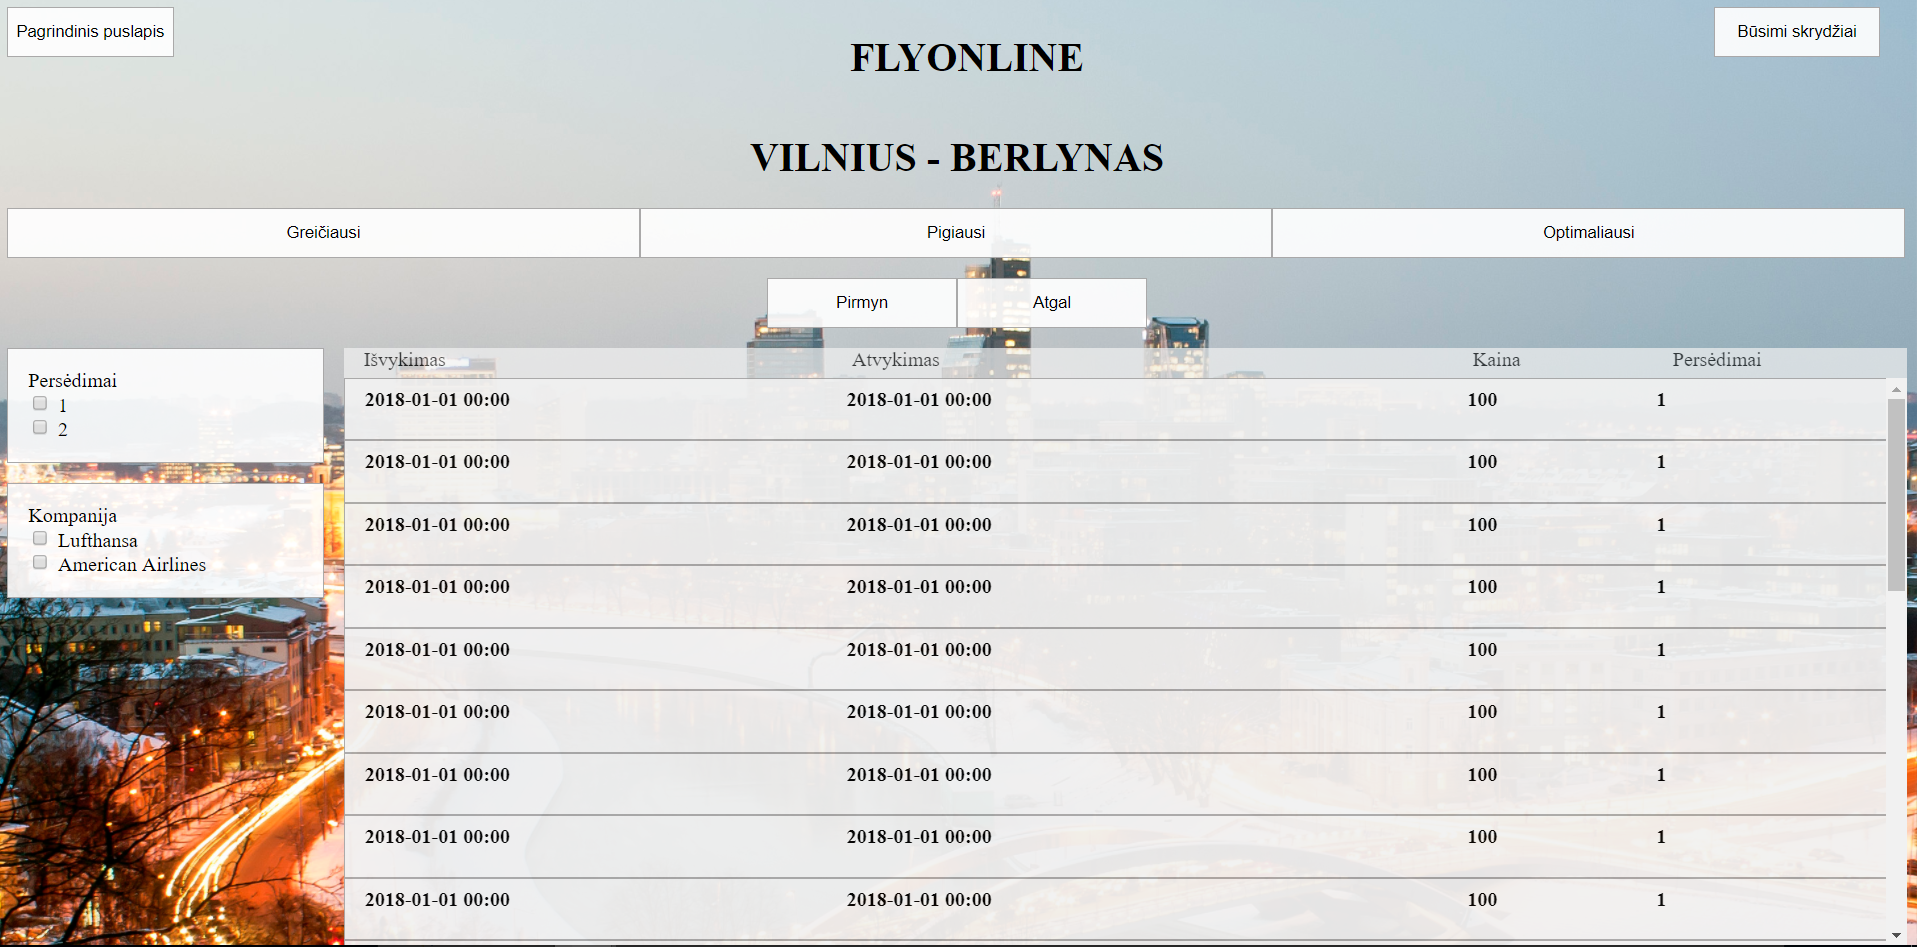 Pagrindinis puslapis
Būsimi skrydžiai
FLYONLINE
VILNIUS - BERLYNAS
Greičiausi Pigiausi Optimaliausi
Pirmyn Atgal
Persėdimai
1
2
Kompanija
Lufthansa
American Airlines
Išvykimas Atvykimas Kaina Persėdimai
2018-01-01 00:00 2018-01-01 00:00 100 1
2018-01-01 00:00 2018-01-01 00:00 100 1
2018-01-01 00:00 2018-01-01 00:00 100 1
2018-01-01 00:00 2018-01-01 00:00 100 1
2018-01-01 00:00 2018-01-01 00:00 100 1
2018-01-01 00:00 2018-01-01 00:00 100 1
2018-01-01 00:00 2018-01-01 00:00 100 1
2018-01-01 00:00 2018-01-01 00:00 100 1
2018-01-01 00:00 2018-01-01 00:00 100 1